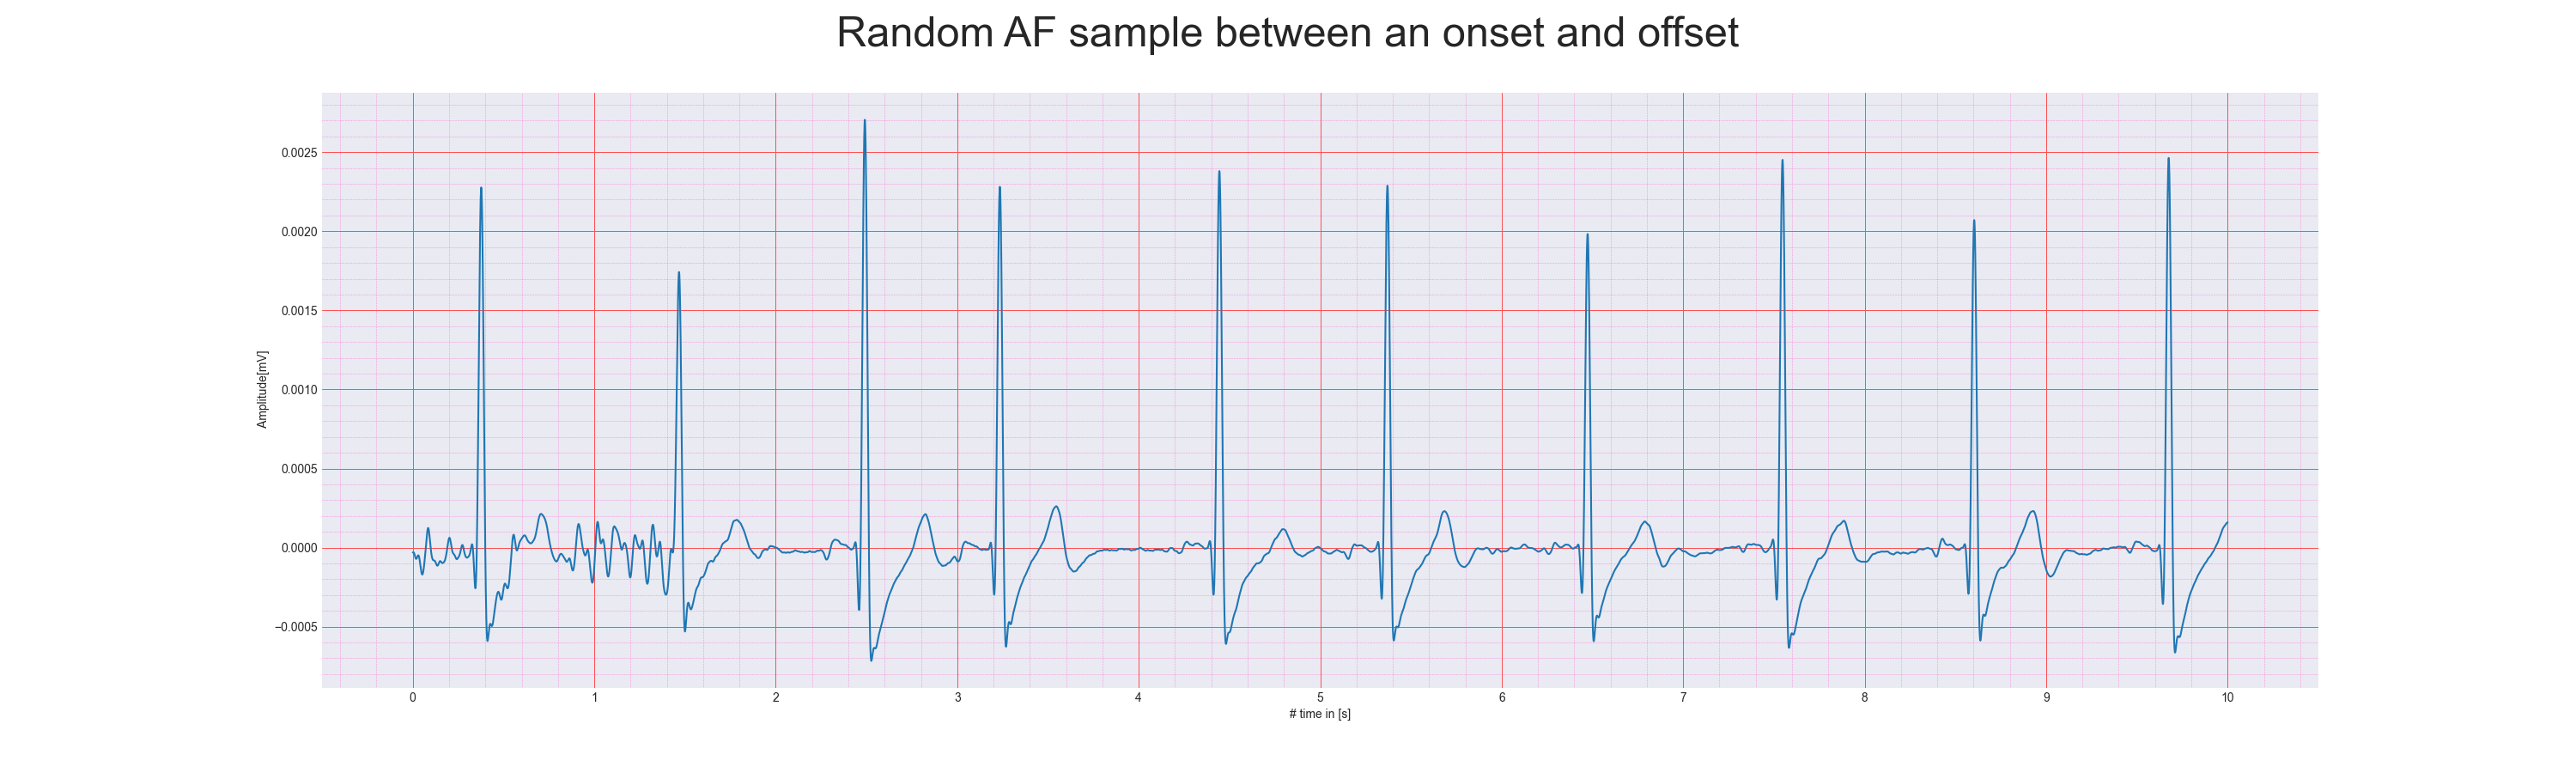 Random AF sample between an onset and offset
0.0025
0.0020
0.0015
0.0010
0.0005
0.0000
−0.0005
Amplitude[mV]
0 1 2 3 4 5 6 7 8 9 10
# time in [s]